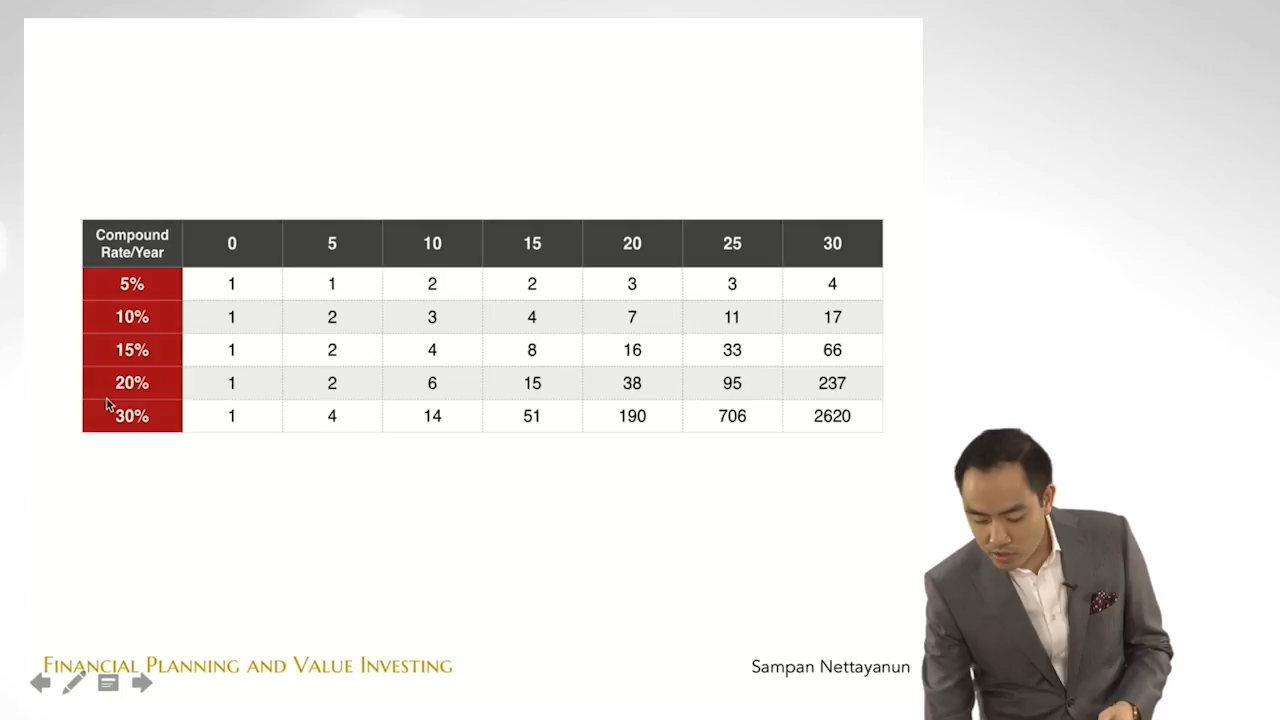 Compound
Rate/Year 0 5 10 15 20 25 30
5% 1 1 2 2 3 3 4
10% 1 2 3 4 7 11 17
15% 1 2 4 8 16 33 66
20% 1 2 6 15 38 95 237
30% 1 4 14 51 190 706 2620
Financial Planning and Value Investing
Sampan Nettayanun